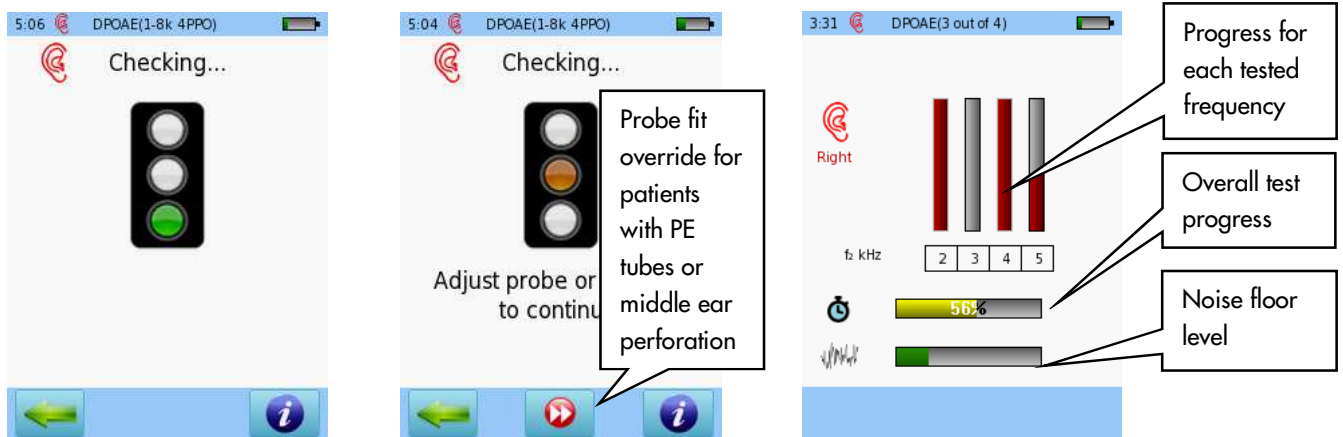 5:06 DPOAE(1-8k 4PPO)
Checking...
5:04 DPOAE(1-8k 4PPO)
Checking...
Adjust probe or
to continu
Probe fit
override for
patients
with PE
tubes or
middle ear
perforation
3:31 DPOAE(3 out of 4)
Right
f₂ kHz 2 3 4 5
56%
Progress for
each tested
frequency
Overall test
progress
Noise floor
level